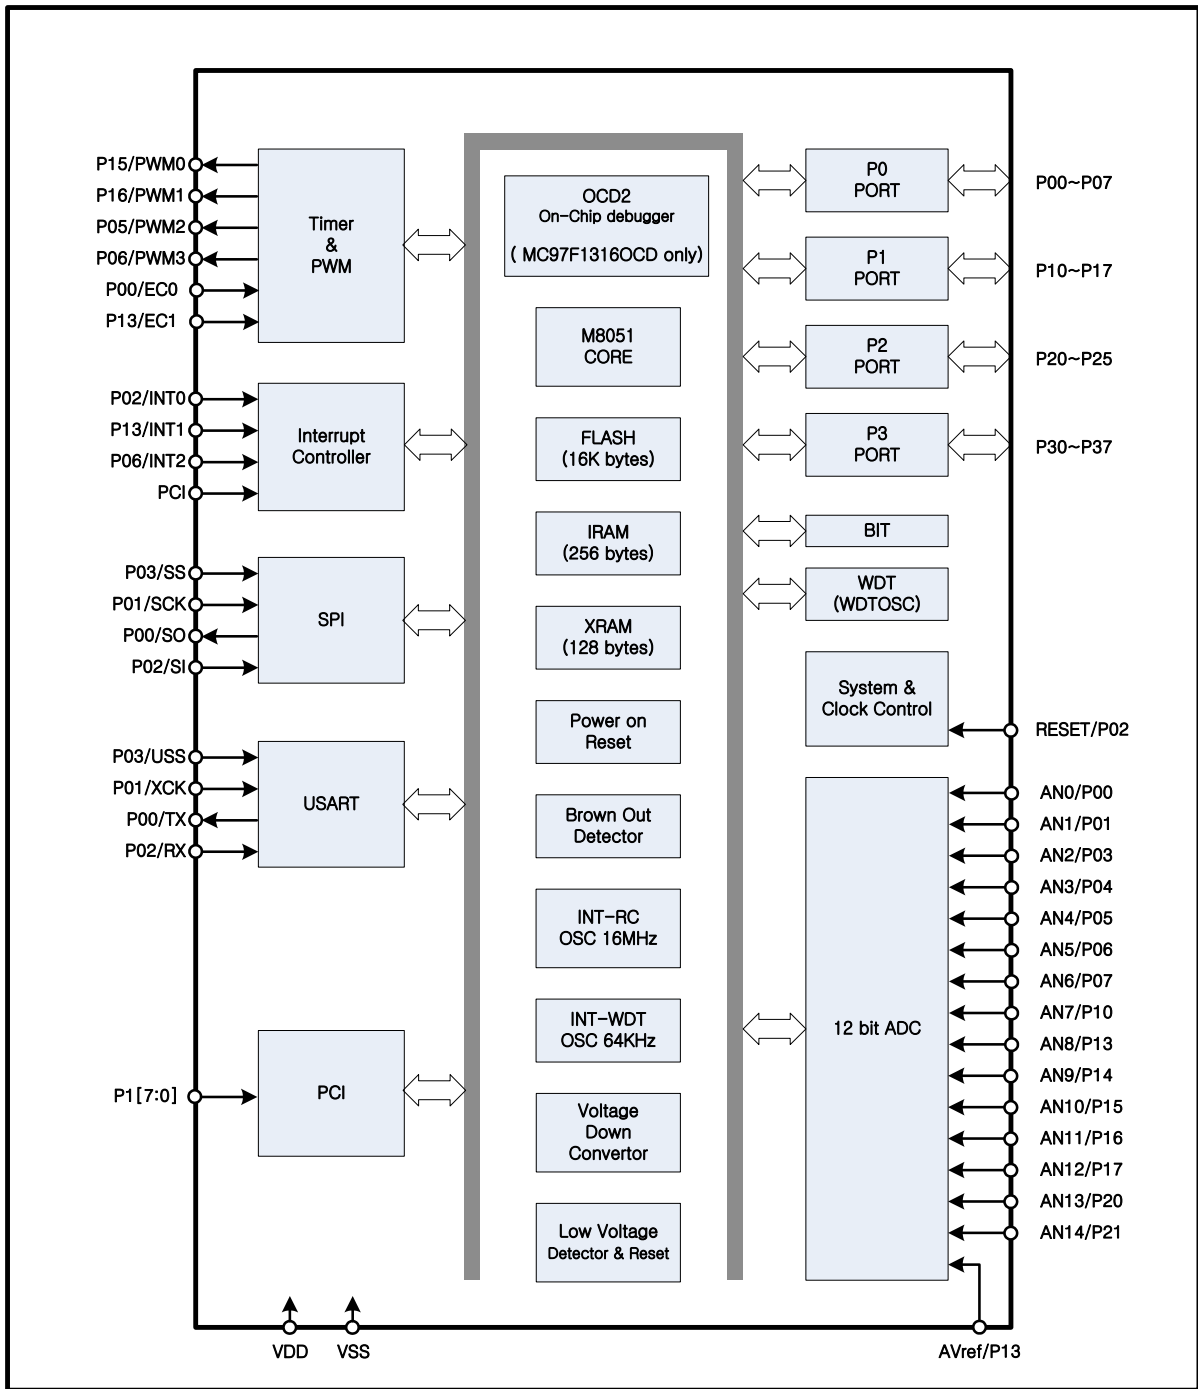 P15/PWM0
P16/PWM1
P05/PWM2
P06/PWM3
P00/EC0
P13/EC1
Timer
&
PWM
P02/INT0
P13/INT1
P06/INT2
PCI
Interrupt
Controller
P03/SS
P01/SCK
P00/SO
P02/SI
SPI
P03/USS
P01/XCK
P00/TX
P02/RX
USART
P1[7:0]
PCI
VDD
VSS
OCD2
On-Chip debugger
( MC97F1316OCD only)
M8051
CORE
FLASH
(16K bytes)
IRAM
(256 bytes)
XRAM
(128 bytes)
Power on
Reset
Brown Out
Detector
INT-RC
OSC 16MHz
INT-WDT
OSC 64KHz
Voltage
Down
Convertor
Low Voltage
Detector & Reset
P0
PORT
P00~P07
P1
PORT
P10~P17
P2
PORT
P20~P25
P3
PORT
P30~P37
BIT
WDT
(WDTOSC)
System &
Clock Control
RESET/P02
12 bit ADC
AN0/P00
AN1/P01
AN2/P03
AN3/P04
AN4/P05
AN5/P06
AN6/P07
AN7/P10
AN8/P13
AN9/P14
AN10/P15
AN11/P16
AN12/P17
AN13/P20
AN14/P21
AVref/P13